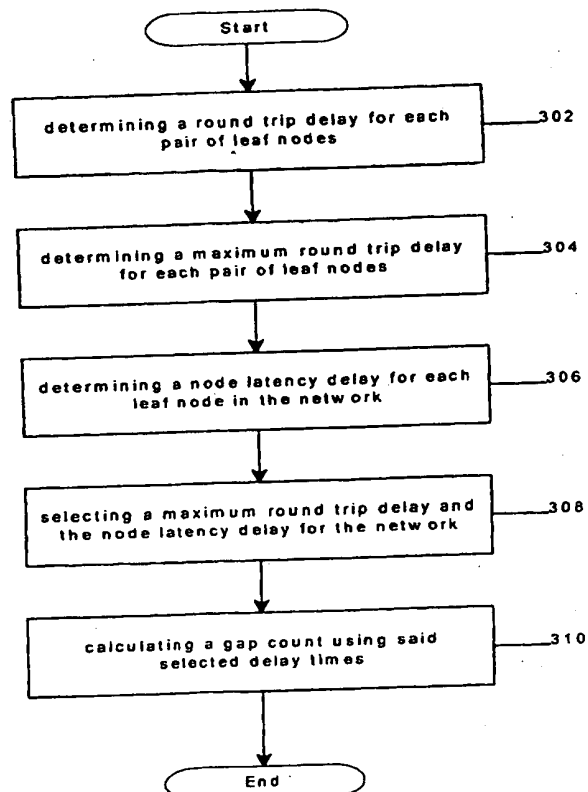 Start
determining a round trip delay for each
pair of leaf nodes
302
determining a maximum round trip delay
for each pair of leaf nodes
304
determining a node latency delay for each
leaf node in the network
306
selecting a maximum round trip delay and
the node latency delay for the network
308
calculating a gap count using said
selected delay times
310
End